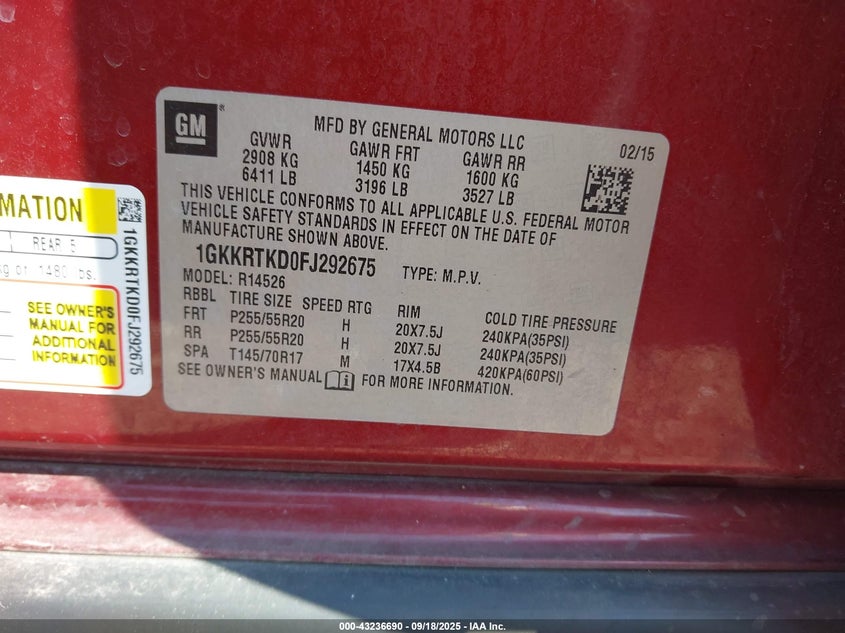 GM
®
MFD BY GENERAL MOTORS LLC
02/15
GVWR GAWR FRT GAWR RR
2908 KG 1450 KG 1600 KG
6411 LB 3196 LB 3527 LB
THIS VEHICLE CONFORMS TO ALL APPLICABLE U.S. FEDERAL MOTOR
VEHICLE SAFETY STANDARDS IN EFFECT ON THE DATE OF
MANUFACTURE SHOWN ABOVE.
1GKKRTKD0FJ292675 TYPE: M.P.V.
MODEL: R14526
RBBL TIRE SIZE SPEED RTG RIM COLD TIRE PRESSURE
FRT P255/55R20 H 20X7.5J 240KPA(35PSI)
RR P255/55R20 H 20X7.5J 240KPA(35PSI)
SPA T145/70R17 M 17X4.5B 420KPA(60PSI)
SEE OWNER'S MANUAL FOR MORE INFORMATION.
MATION
REAR 5
kg or 1480 lbs.
SEE OWNER'S
MANUAL FOR
ADDITIONAL
INFORMATION
1GKKRTKD0FJ292675
000-43236690 - 09/18/2025 - IAA Inc.